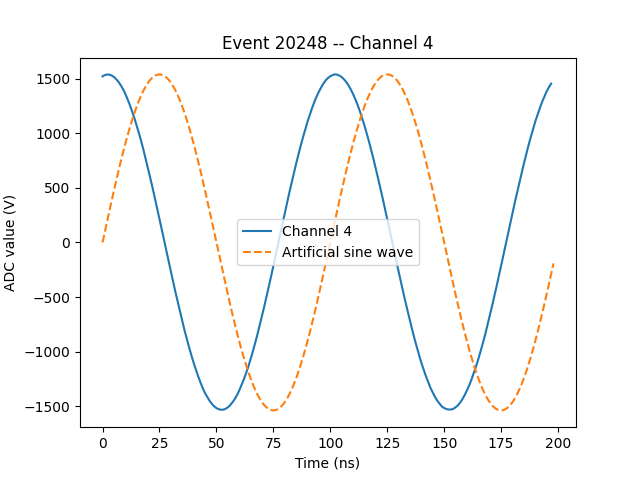 Event 20248 -- Channel 4
ADC value (V)
1500
1000
500
0
−500
−1000
−1500
Channel 4
Artificial sine wave
0 25 50 75 100 125 150 175 200
Time (ns)